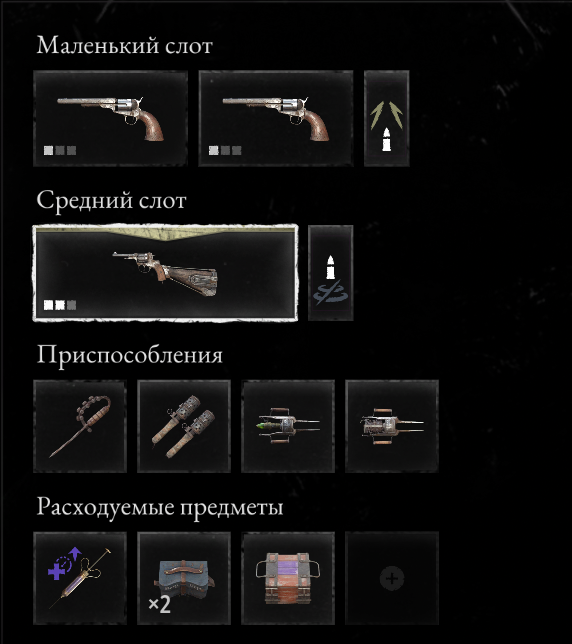 Маленький слот
Средний слот
Приспособления
Расходуемые предметы
×2